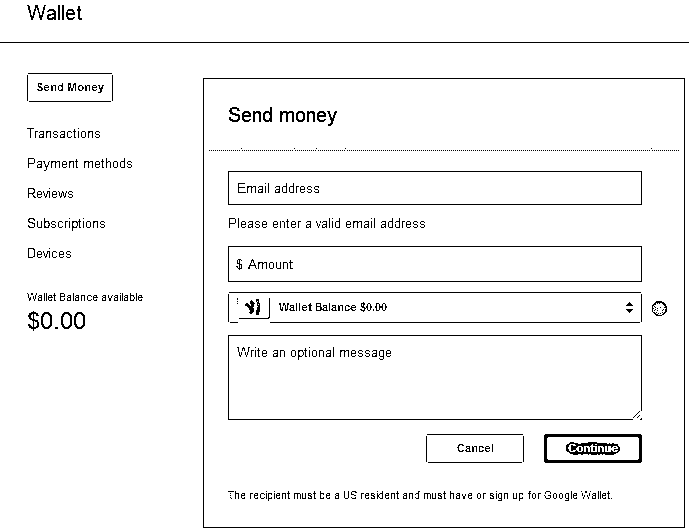 Wallet
Send Money
Transactions
Payment methods
Reviews
Subscriptions
Devices
Wallet Balance available
$0.00
Send money
Email address
Please enter a valid email address
$ Amount
Wallet Balance $0.00
Write an optional message
Cancel
Continue
The recipient must be a US resident and must have or sign up for Google Wallet.